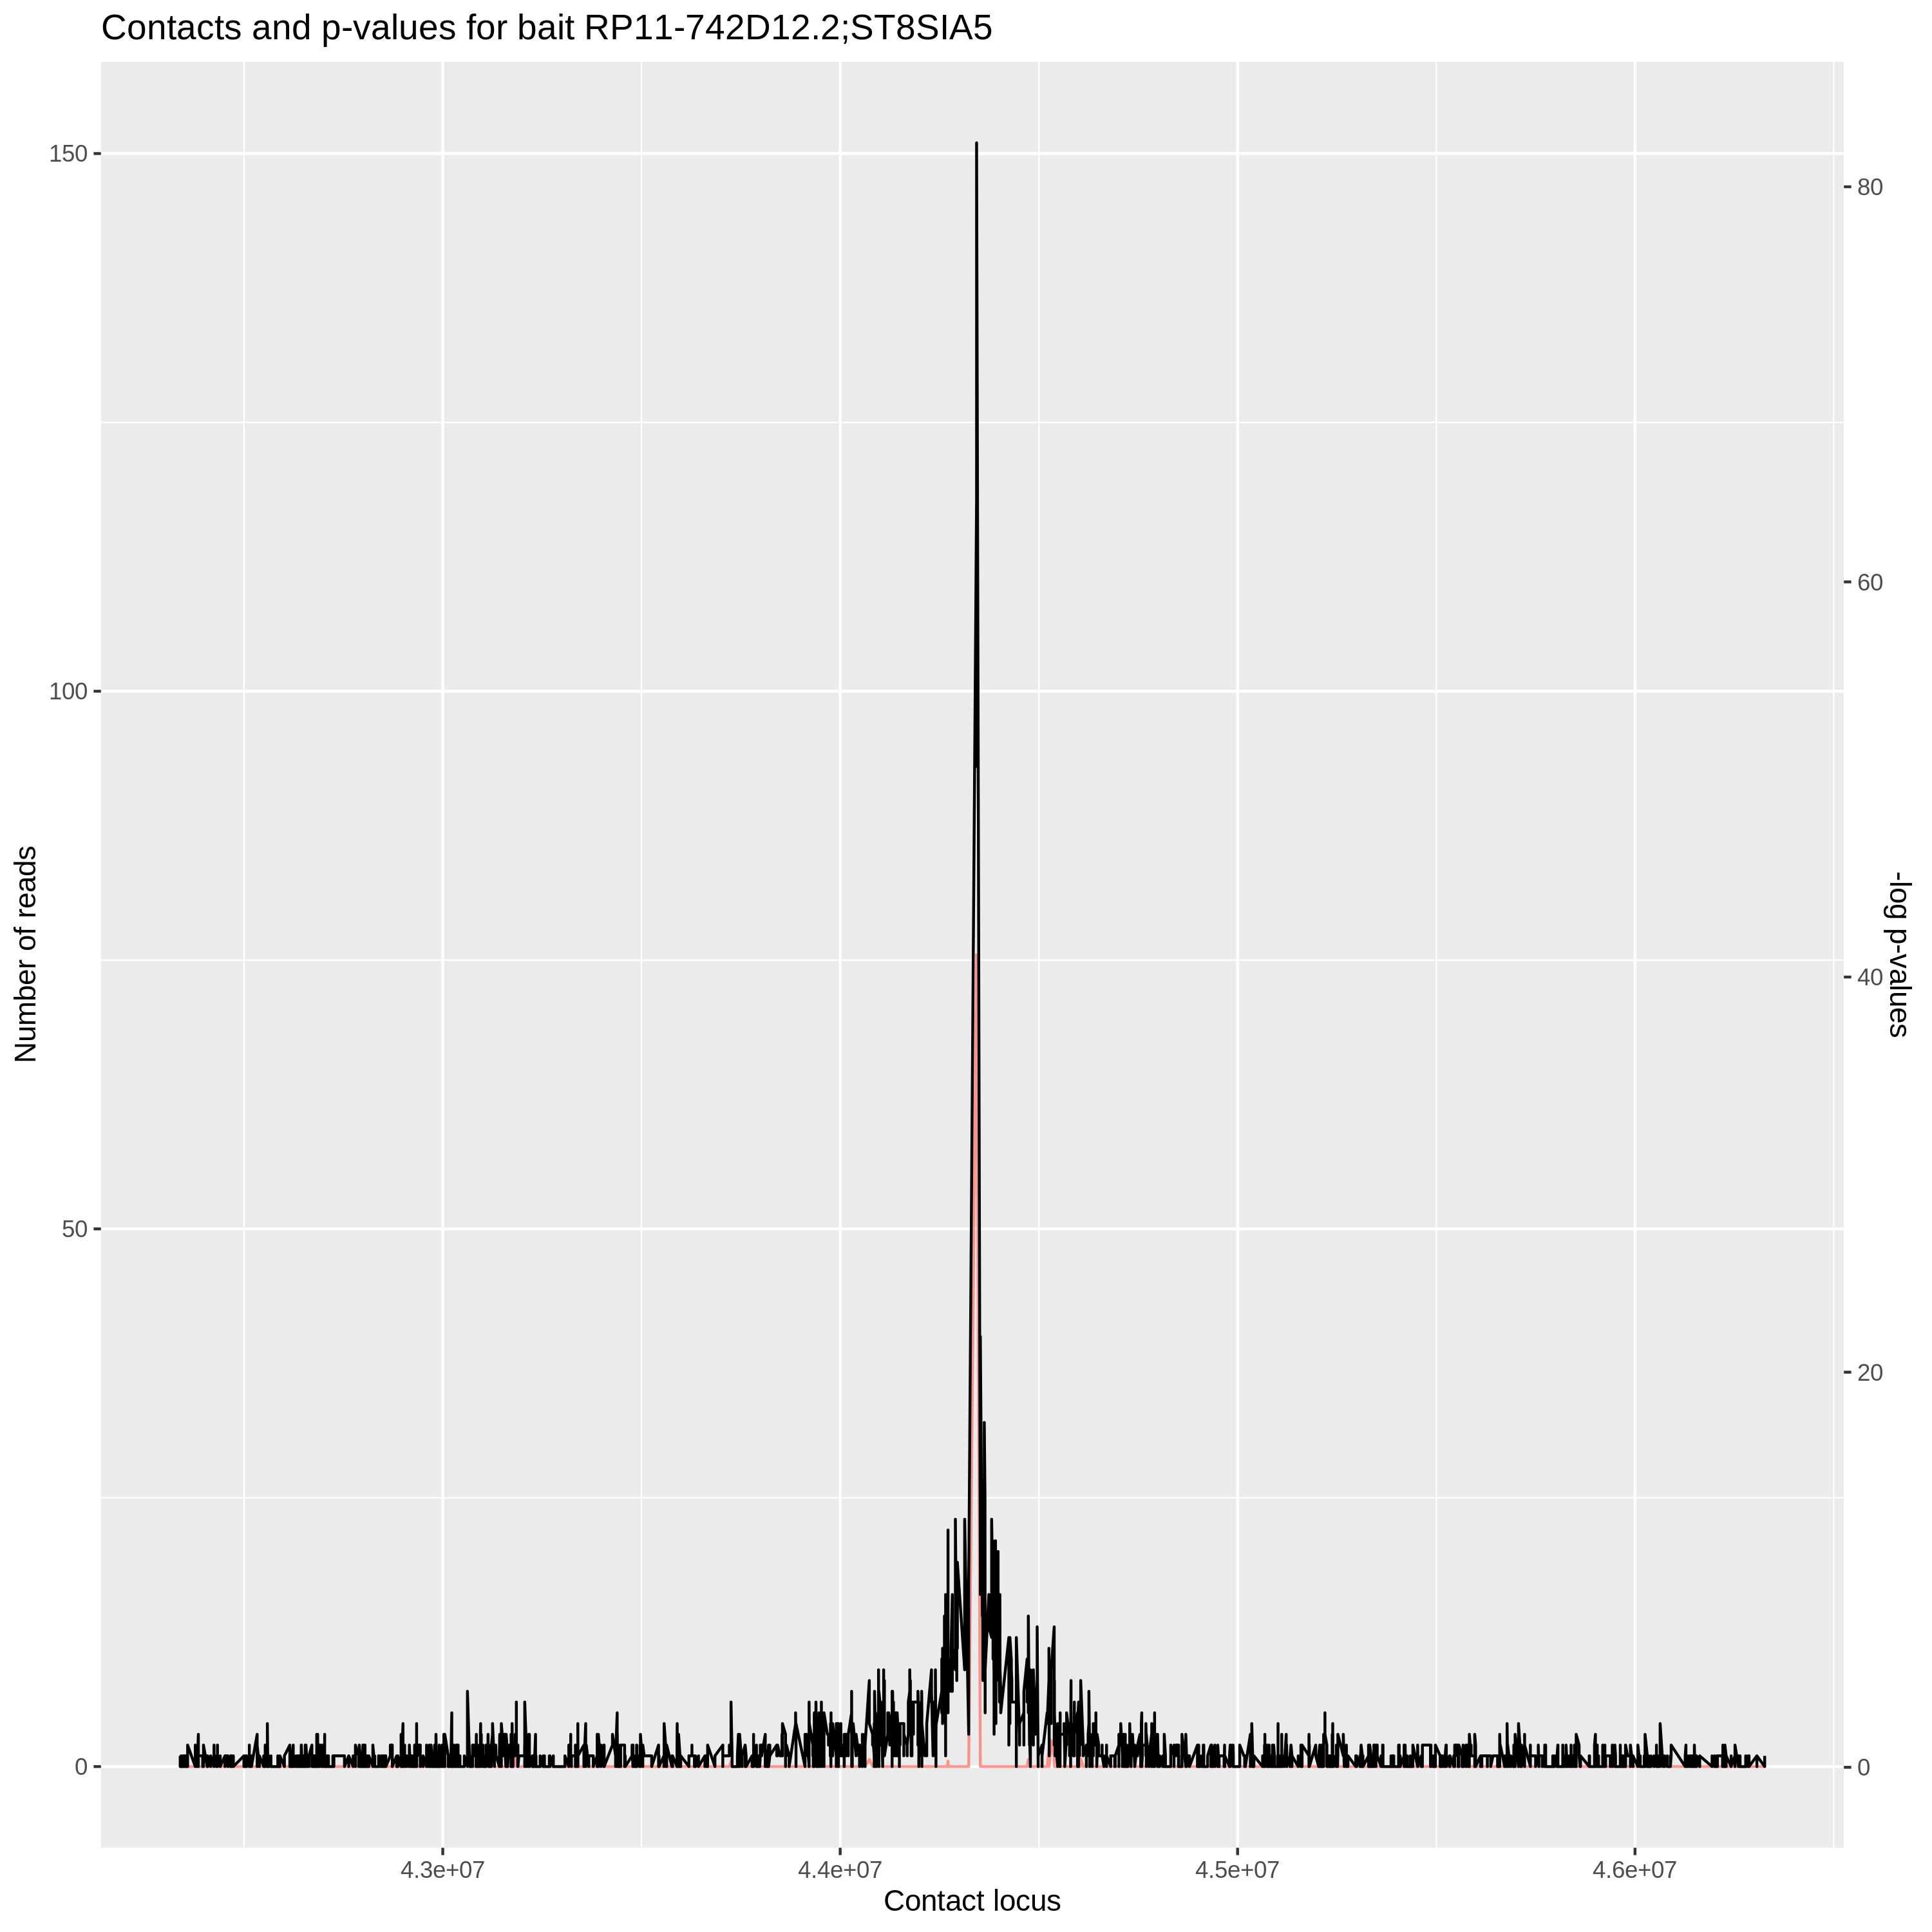 Contacts and p-values for bait RP11-742D12.2;ST8SIA5
150
100
50
0
Number of reads
80
60
40
20
0
-log p-values
4.3e+07
4.4e+07
4.5e+07
4.6e+07
Contact locus